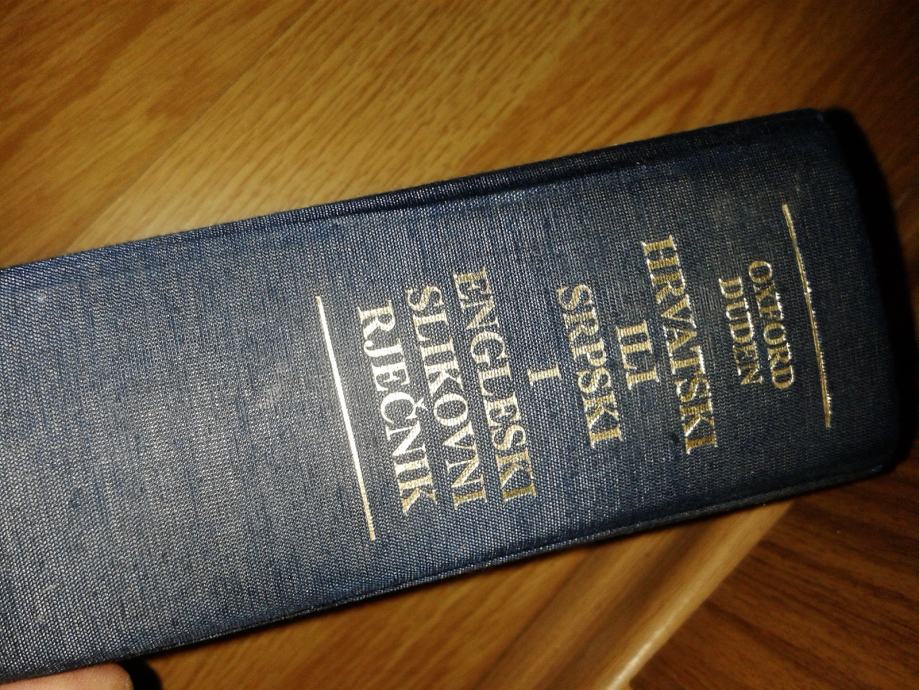 OXFORD
DUDEN
HRVATSKI
ILI
SRPSKI
I
ENGLESKI
SLIKOVNI
RJEČNIK